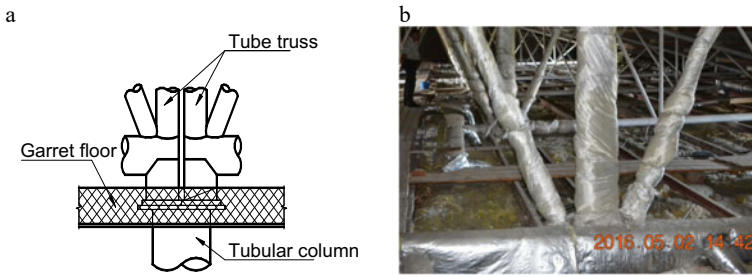 a
b
Tube truss
Garret floor
Tubular column
2016.05.02 14:42